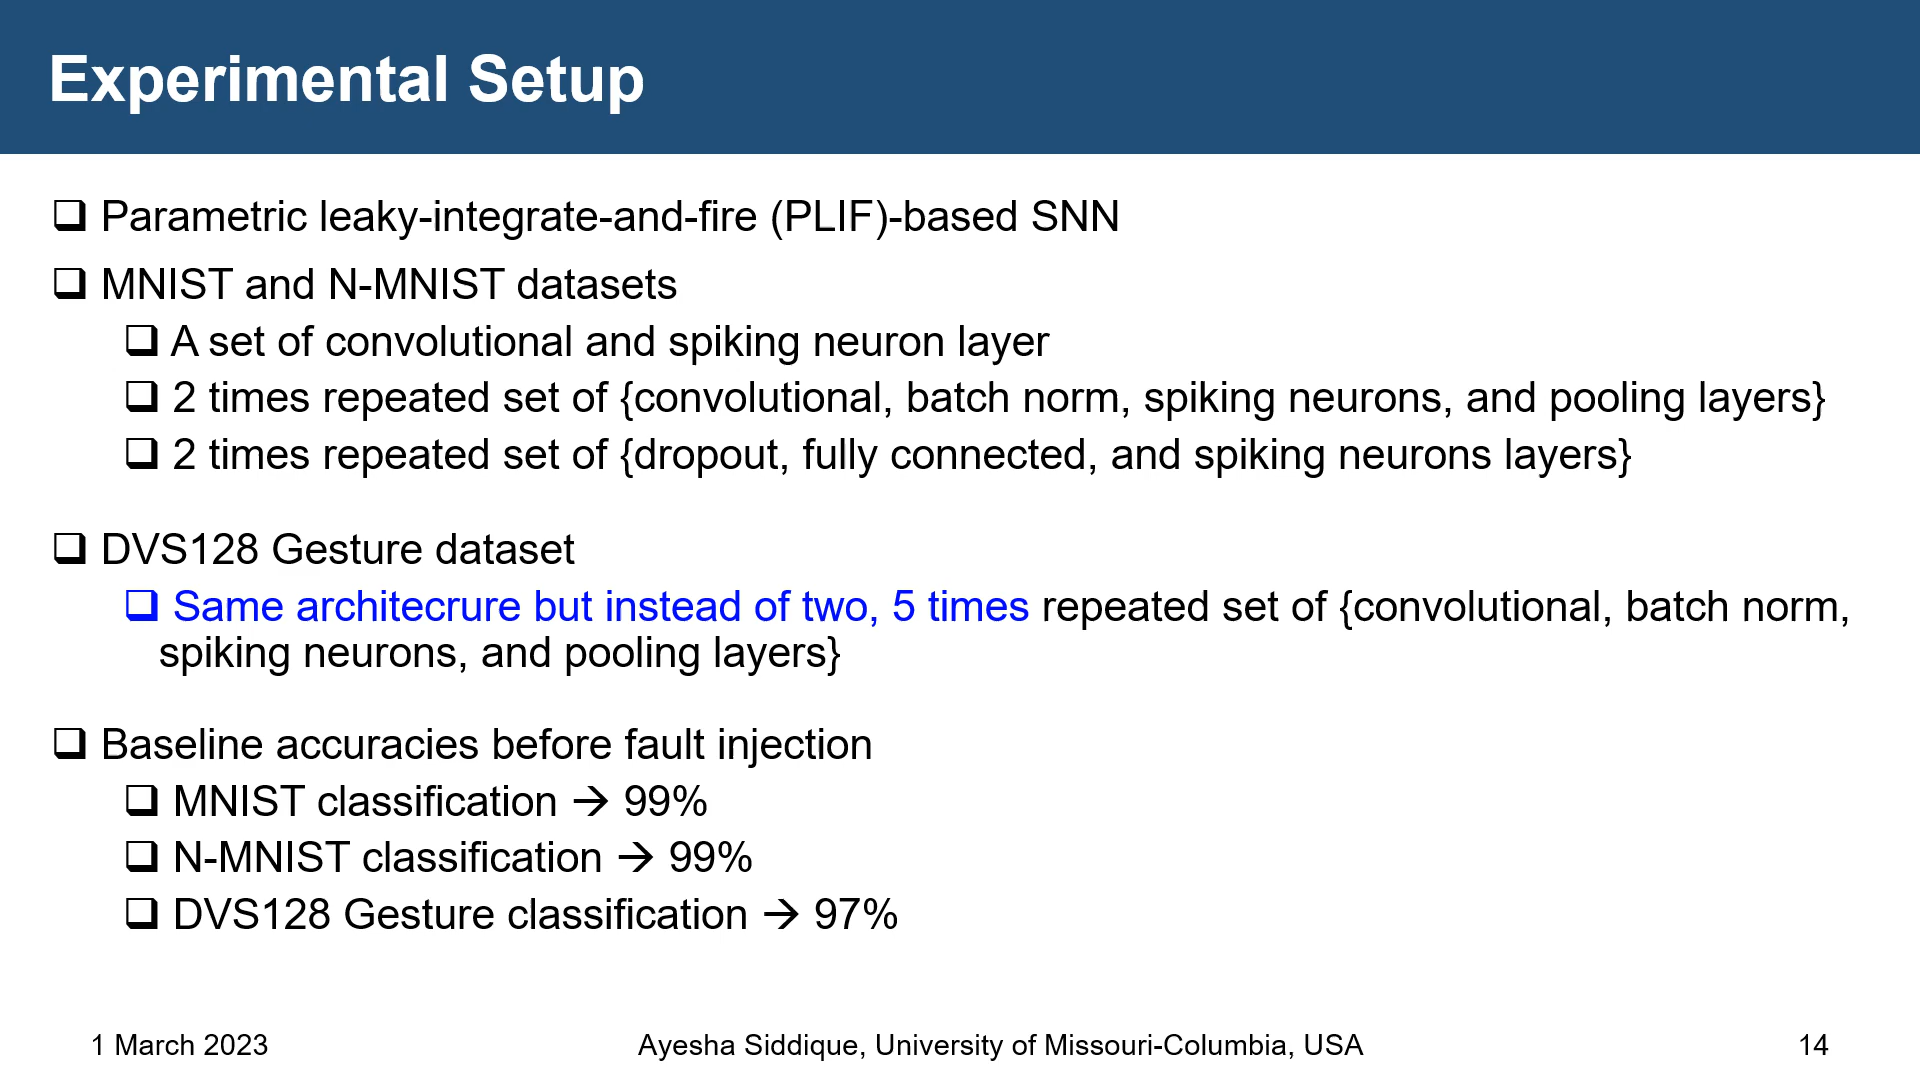 Experimental Setup
❑ Parametric leaky-integrate-and-fire (PLIF)-based SNN
❑ MNIST and N-MNIST datasets
❑ A set of convolutional and spiking neuron layer
❑ 2 times repeated set of {convolutional, batch norm, spiking neurons, and pooling layers}
❑ 2 times repeated set of {dropout, fully connected, and spiking neurons layers}
❑ DVS128 Gesture dataset
❑ Same architecrure but instead of two, 5 times repeated set of {convolutional, batch norm,
spiking neurons, and pooling layers}
❑ Baseline accuracies before fault injection
❑ MNIST classification → 99%
❑ N-MNIST classification → 99%
❑ DVS128 Gesture classification → 97%
1 March 2023
Ayesha Siddique, University of Missouri-Columbia, USA
14